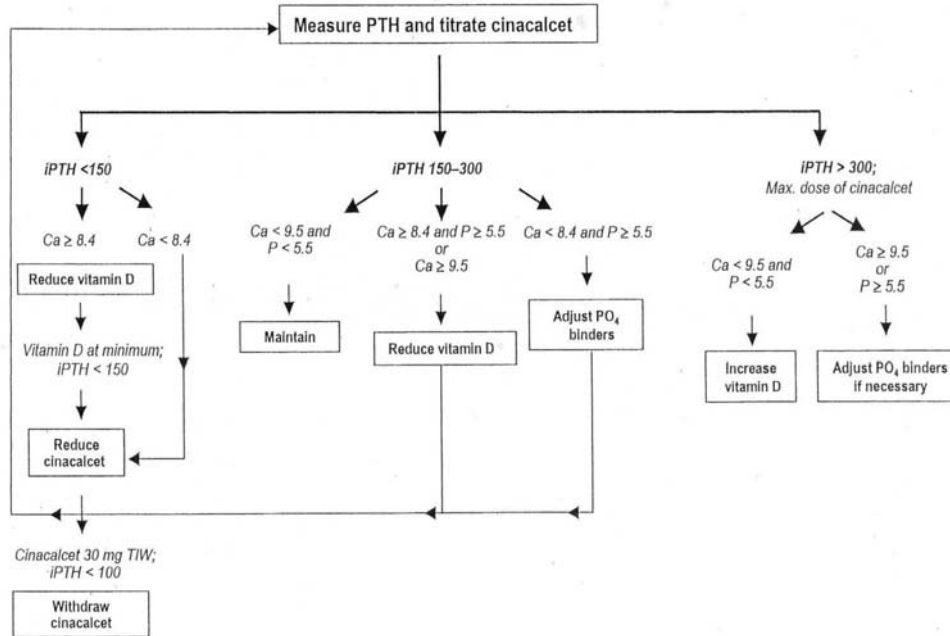 Measure PTH and titrate cinacalcet
iPTH <150
iPTH 150–300
iPTH > 300;
Max. dose of cinacalcet
Ca ≥ 8.4
Ca < 8.4
Ca < 9.5 and
P < 5.5
Ca ≥ 8.4 and P ≥ 5.5
or
Ca ≥ 9.5
Ca < 8.4 and P ≥ 5.5
Ca < 9.5 and
P < 5.5
Ca ≥ 9.5
or
P ≥ 5.5
Reduce vitamin D
Maintain
Reduce vitamin D
Adjust PO₄
binders
Increase
vitamin D
Adjust PO₄ binders
if necessary
Vitamin D at minimum;
iPTH < 150
Reduce
cinacalcet
Cinacalcet 30 mg TIW;
iPTH < 100
Withdraw
cinacalcet